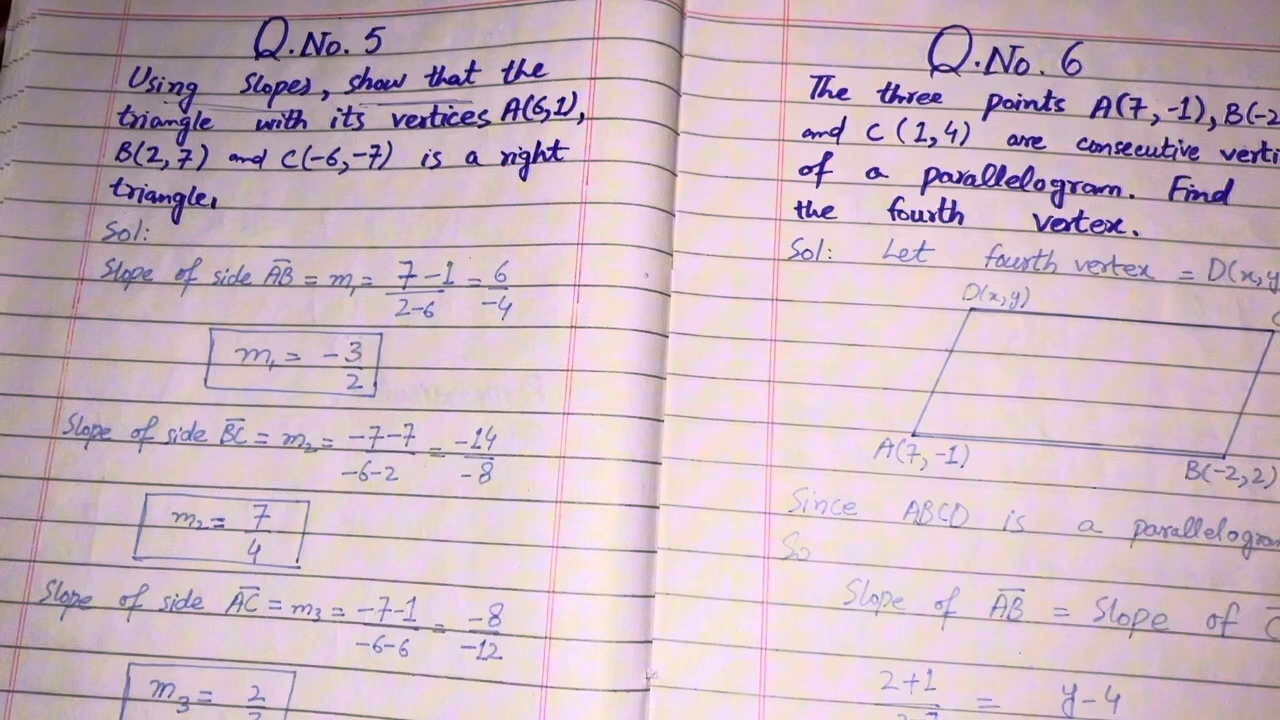 Q.No. 5
Using slopes, show that the
triangle with its vertices A(6,1),
B(2,7) and C(-6,-7) is a right
triangle.
Sol:
Slope of side AB = m₁ = 7-1/2-6 = 6/-4
m₁ = -3/2
Slope of side BC = m₂ = -7-7/-6-2 = -14/-8
m₂ = 7/4
Slope of side AC = m₃ = -7-1/-6-6 = -8/-12
m₃ = 2/3
Q.No. 6
The three points A(7,-1), B(-2
and C (1,4) are consecutive verti
of a parallelogram. Find
the fourth vertex.
Sol: Let fourth vertex = D(x,y
D(x,y)
A(7,-1)
B(-2,2)
Since ABCD is a parallelogram
So
Slope of AB = Slope of
2+1 = y-4